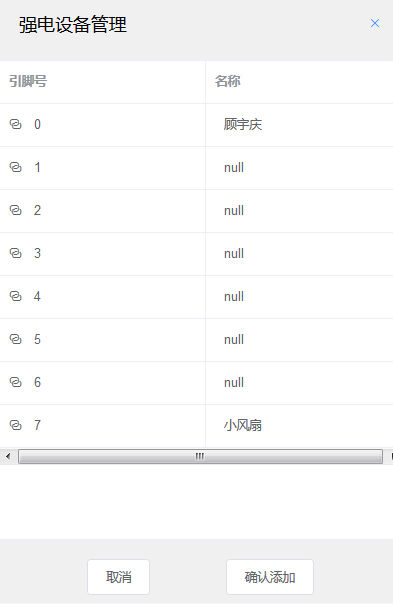 强电设备管理
引脚号 名称
0 顾宇庆
1 null
2 null
3 null
4 null
5 null
6 null
7 小风扇
取消 确认添加